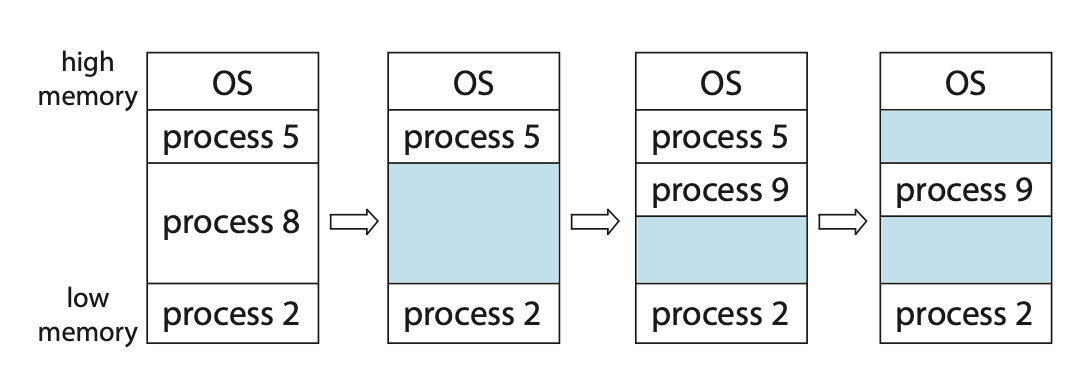 high
memory
OS
process 5
process 8
low
memory
process 2
OS
process 5
process 2
OS
process 5
process 9
process 2
OS
process 9
process 2